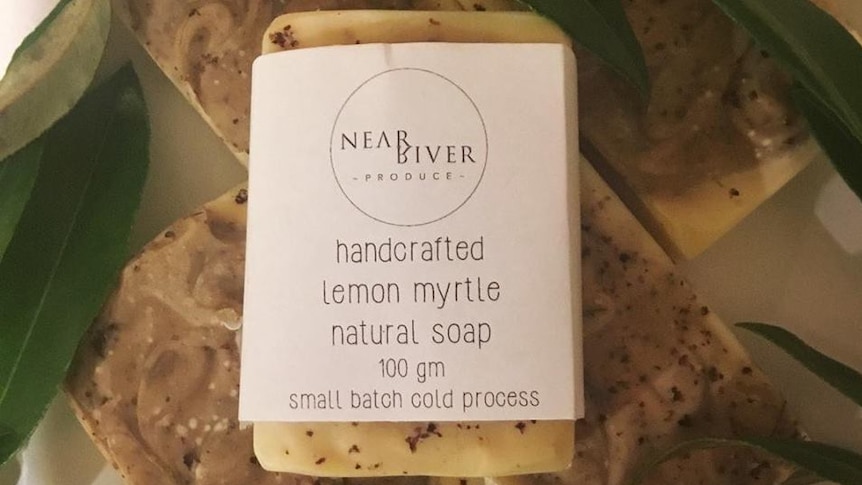 NEAR
RIVER
- PRODUCE -
handcrafted
lemon myrtle
natural soap
100 gm
small batch cold process